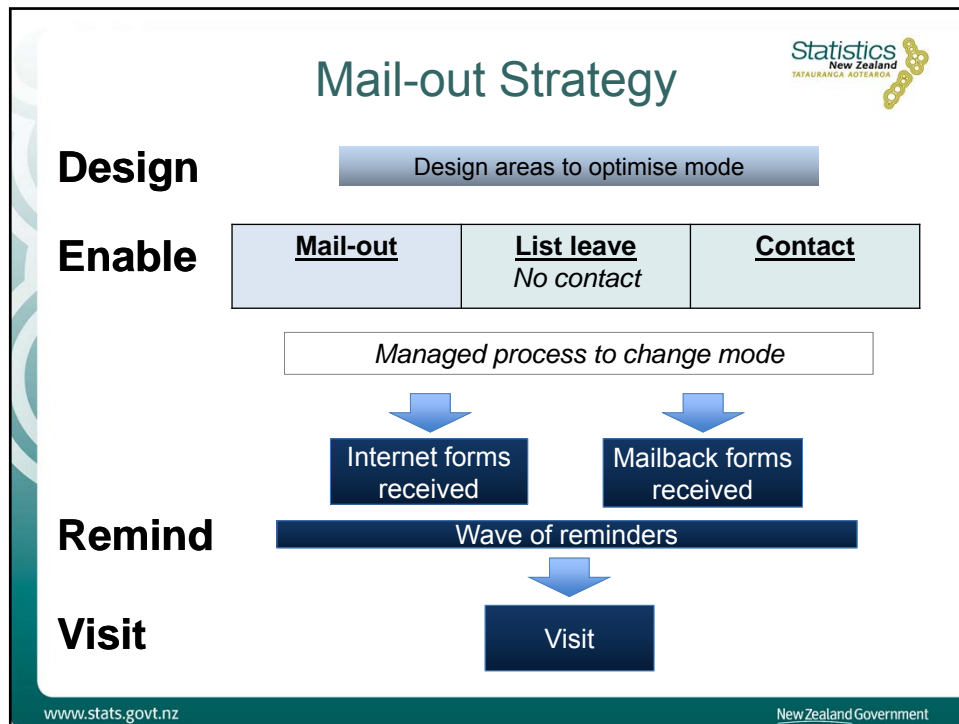 Mail-out Strategy
Statistics
New Zealand
TATAURANGA AOTEAROA
Design
Design areas to optimise mode
Enable
Mail-out
List leave
No contact
Contact
Managed process to change mode
Internet forms
received
Mailback forms
received
Remind
Wave of reminders
Visit
Visit
www.stats.govt.nz
New Zealand Government